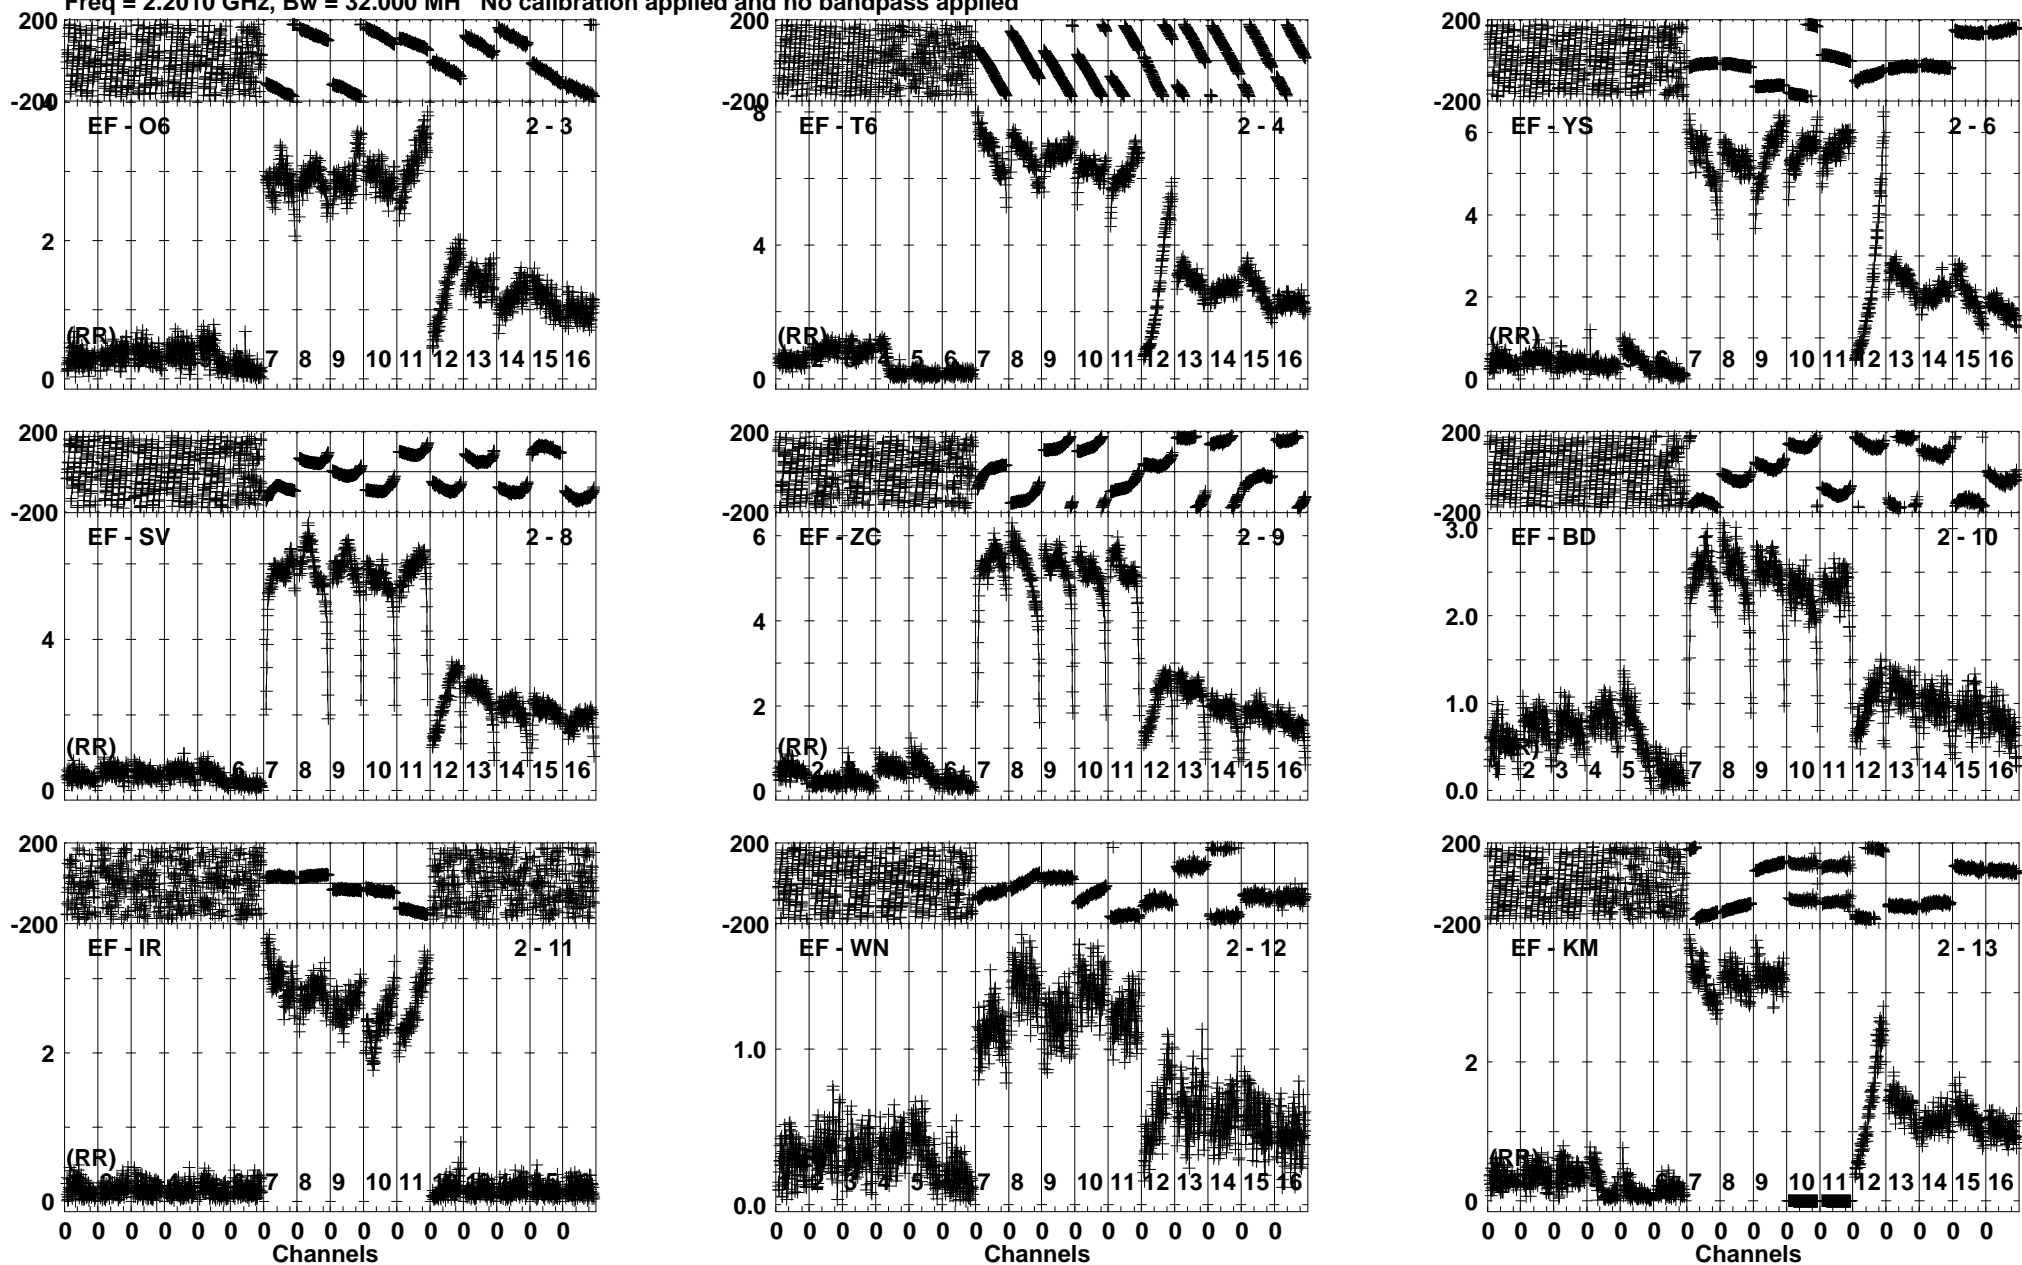 Freq = 2.2010 GHz, Bw = 32.000 MH No calibration applied and no bandpass applied
200
-200
4
EF - O6
2 - 3
2
(RR)
0
7 8 9 10 11 12 13 14 15 16
200
-200
8
EF - T6
2 - 4
4
(RR)
0
2 5 6 7 8 9 10 11 12 13 14 15 16
200
-200
6
EF - YS
2 - 6
4
2
(RR)
0
6 7 8 9 10 11 12 13 14 15 16
200
-200
EF - SV
2 - 8
4
(RR)
0
6 7 8 9 10 11 12 13 14 15 16
200
-200
6
EF - ZC
2 - 9
4
2
(RR)
0
2 6 7 8 9 10 11 12 13 14 15 16
200
-200
3.0
EF - BD
2 - 10
2.0
1.0
0.0
1 2 3 4 5 7 8 9 10 11 12 13 14 15 16
200
-200
EF - IR
2 - 11
2
(RR)
0
7 8 9 10 11
200
-200
EF - WN
2 - 12
1.0
0.0
1 2 3 4 5 7 8 9 10 11 12 13 14 15 16
200
-200
EF - KM
2 - 13
2
(RR)
0
7 8 9 10 11 12 13 14 15 16
0 0 0 0 0 0 0 0 0 0 0 0 0 0 0 0
Channels
0 0 0 0 0 0 0 0 0 0 0 0 0 0 0 0
Channels
0 0 0 0 0 0 0 0 0 0 0 0 0 0 0 0
Channels